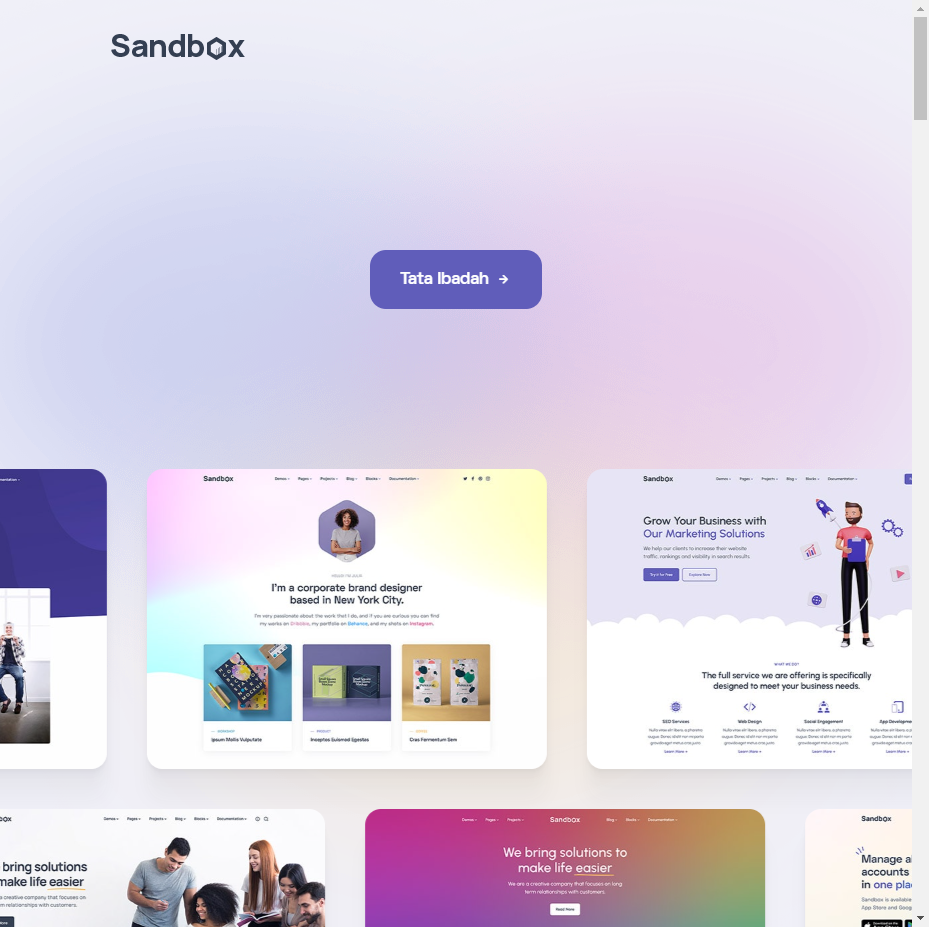 Sandbox
Tata Ibadah →
Sandbox
Demos Pages Projects Blog Blocks Documentation
I'm a corporate brand designer
based in New York City.
I'm very passionate about the work that I do, and if you are curious you can find
my works on Dribbble, my portfolio on Behance, and my shots on Instagram.
Ipsum Mollis Vulputate
Inceptos Euismod Egestas
Cras Fermentum Sem
Sandbox
Demos Pages Projects Blog Blocks Documentation
Grow Your Business with
Our Marketing Solutions
We help our clients to increase their website
traffic, rankings and visibility in search results.
Try It for Free
Explore Now
WHAT WE DO?
The full service we are offering is specifically
designed to meet your business needs.
SEO Services
Web Design
Social Engagement
App Developme
Learn More
Learn More
Learn More
Learn More
Demos Pages Projects Blog Blocks Documentation
bring solutions
make life easier
a creative company that focuses on
rm relationships with customers.
Demos Pages Projects
Sandbox
Blog Blocks Documentation
We bring solutions to
make life easier
We are a creative company that focuses on long
term relationships with customers.
Read More
Sandbox
Manage al
accounts
in one plac
Sandbox is available
App Store and Goog